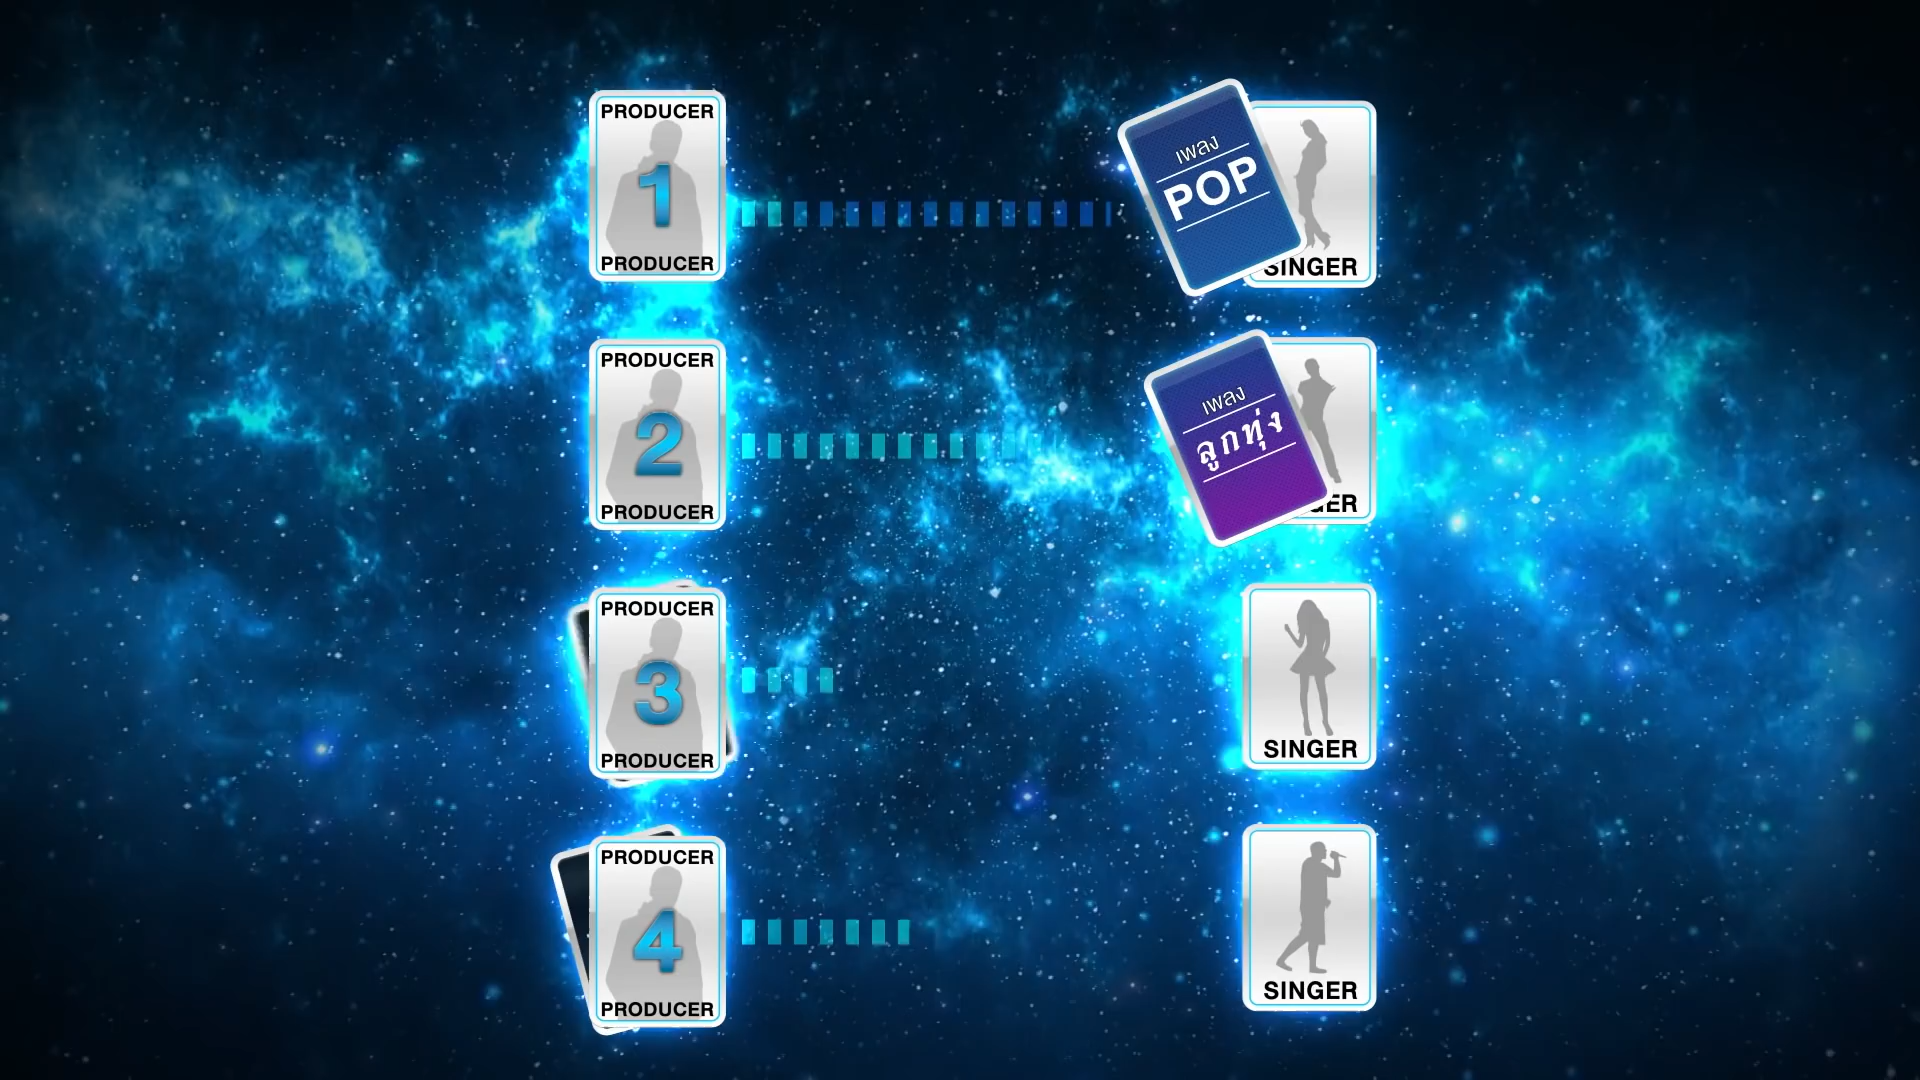 PRODUCER
1
PRODUCER
เพลง
POP
SINGER
PRODUCER
2
PRODUCER
เพลง
ลูกทุ่ง
PRODUCER
3
PRODUCER
SINGER
PRODUCER
4
PRODUCER
SINGER